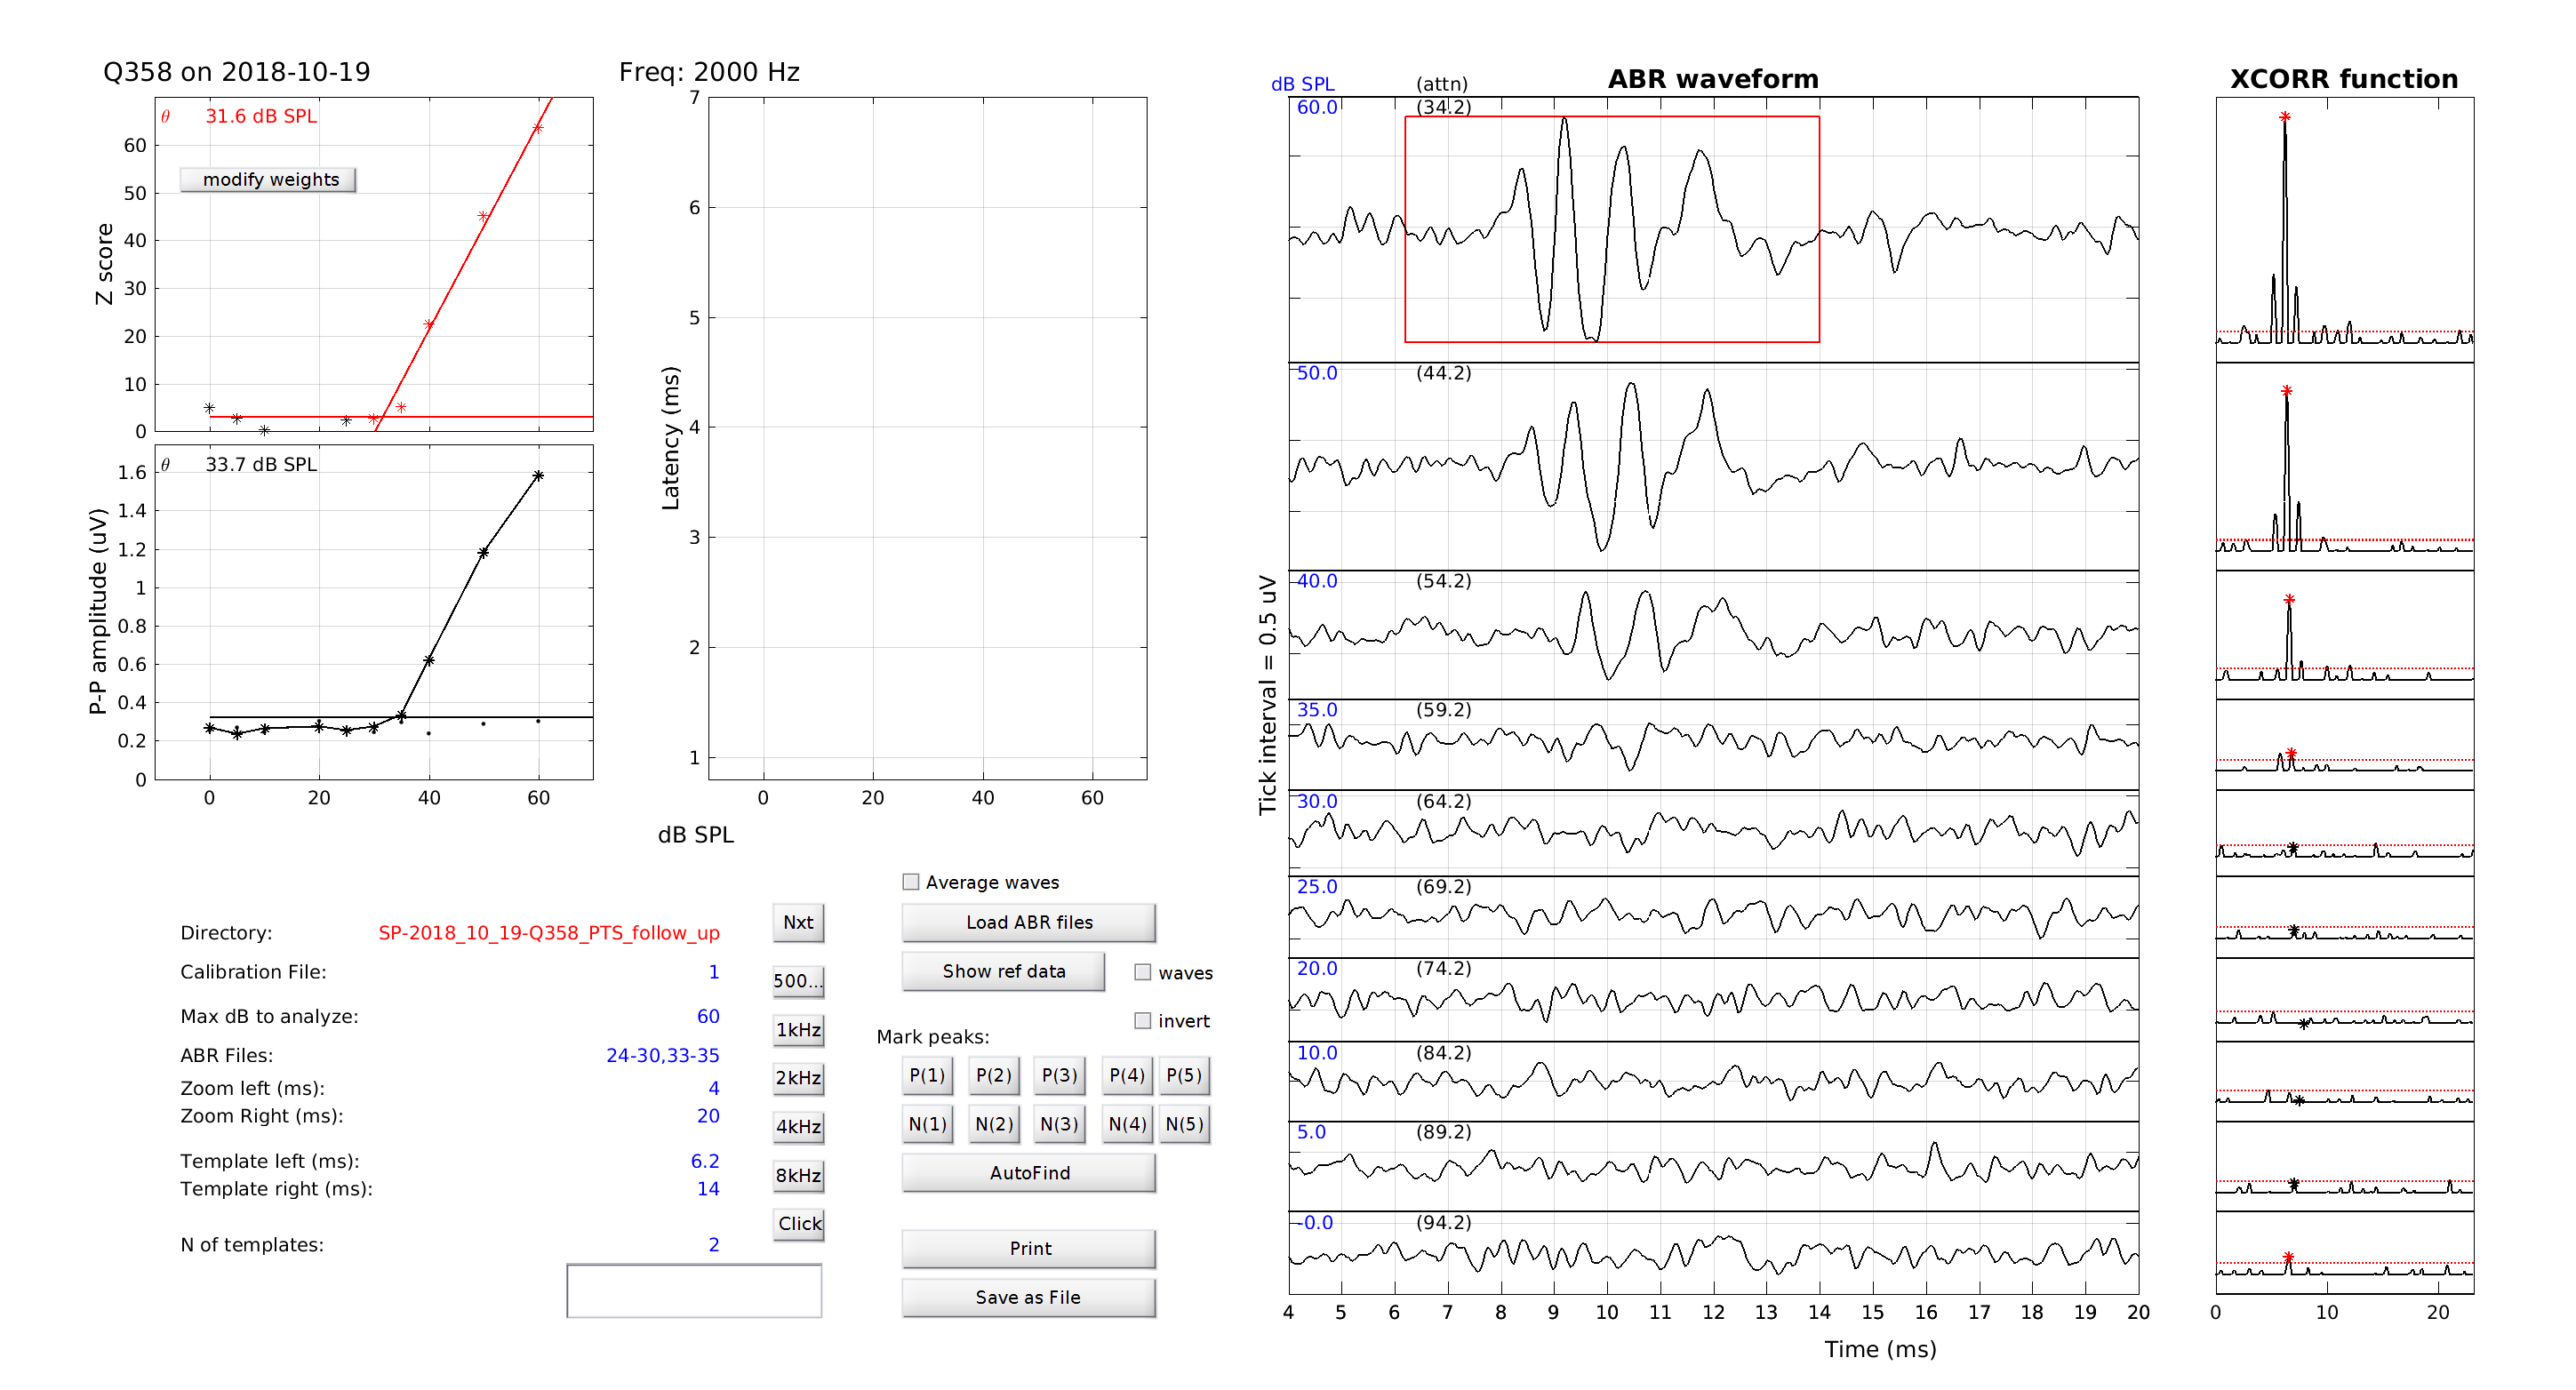 Q358 on 2018-10-19
Freq: 2000 Hz
θ 31.6 dB SPL
modify weights
Z score
60
50
40
30
20
10
0
θ 33.7 dB SPL
P-P amplitude (uV)
1.6
1.4
1.2
1
0.8
0.6
0.4
0.2
0
0 20 40 60
Latency (ms)
7
6
5
4
3
2
1
0 20 40 60
dB SPL
Directory: SP-2018_10_19-Q358_PTS_follow_up
Calibration File: 1
Max dB to analyze: 60
ABR Files: 24-30,33-35
Zoom left (ms): 4
Zoom Right (ms): 20
Template left (ms): 6.2
Template right (ms): 14
N of templates: 2
Nxt
500...
1kHz
2kHz
4kHz
8kHz
Click
Average waves
Load ABR files
Show ref data
waves
invert
Mark peaks:
P(1) P(2) P(3) P(4) P(5)
N(1) N(2) N(3) N(4) N(5)
AutoFind
Print
Save as File
dB SPL (attn) ABR waveform
60.0 (34.2)
50.0 (44.2)
40.0 (54.2)
35.0 (59.2)
30.0 (64.2)
25.0 (69.2)
20.0 (74.2)
10.0 (84.2)
5.0 (89.2)
-0.0 (94.2)
Tick interval = 0.5 uV
4 5 6 7 8 9 10 11 12 13 14 15 16 17 18 19 20
Time (ms)
XCORR function
0 10 20